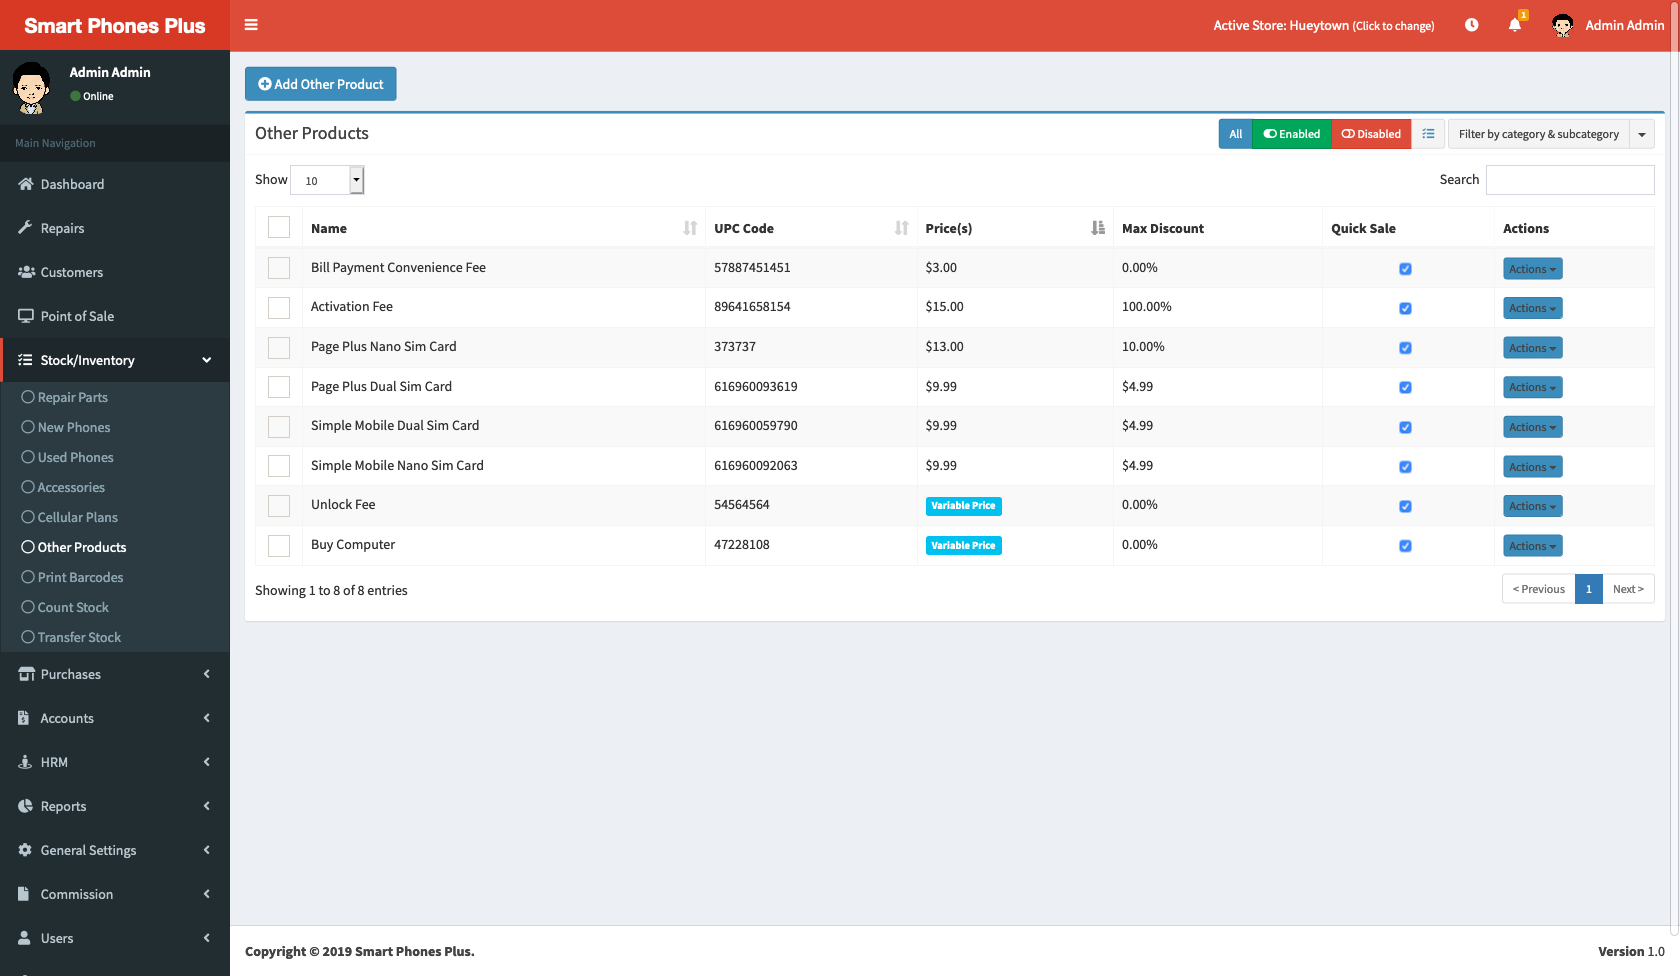 Smart Phones Plus
Active Store: Hueytown (Click to change)
1
Admin Admin
Admin Admin
Online
Main Navigation
Dashboard
Repairs
Customers
Point of Sale
Stock/Inventory
Repair Parts
New Phones
Used Phones
Accessories
Cellular Plans
Other Products
Print Barcodes
Count Stock
Transfer Stock
Purchases
Accounts
HRM
Reports
General Settings
Commission
Users
Add Other Product
Other Products
All Enabled Disabled Filter by category & subcategory
Show 10
Search
Name UPC Code Price(s) Max Discount Quick Sale Actions
Bill Payment Convenience Fee 57887451451 $3.00 0.00% Actions
Activation Fee 89641658154 $15.00 100.00% Actions
Page Plus Nano Sim Card 373737 $13.00 10.00% Actions
Page Plus Dual Sim Card 616960093619 $9.99 $4.99 Actions
Simple Mobile Dual Sim Card 616960059790 $9.99 $4.99 Actions
Simple Mobile Nano Sim Card 616960092063 $9.99 $4.99 Actions
Unlock Fee 54564564 Variable Price 0.00% Actions
Buy Computer 47228108 Variable Price 0.00% Actions
Showing 1 to 8 of 8 entries
< Previous 1 Next >
Copyright © 2019 Smart Phones Plus.
Version 1.0